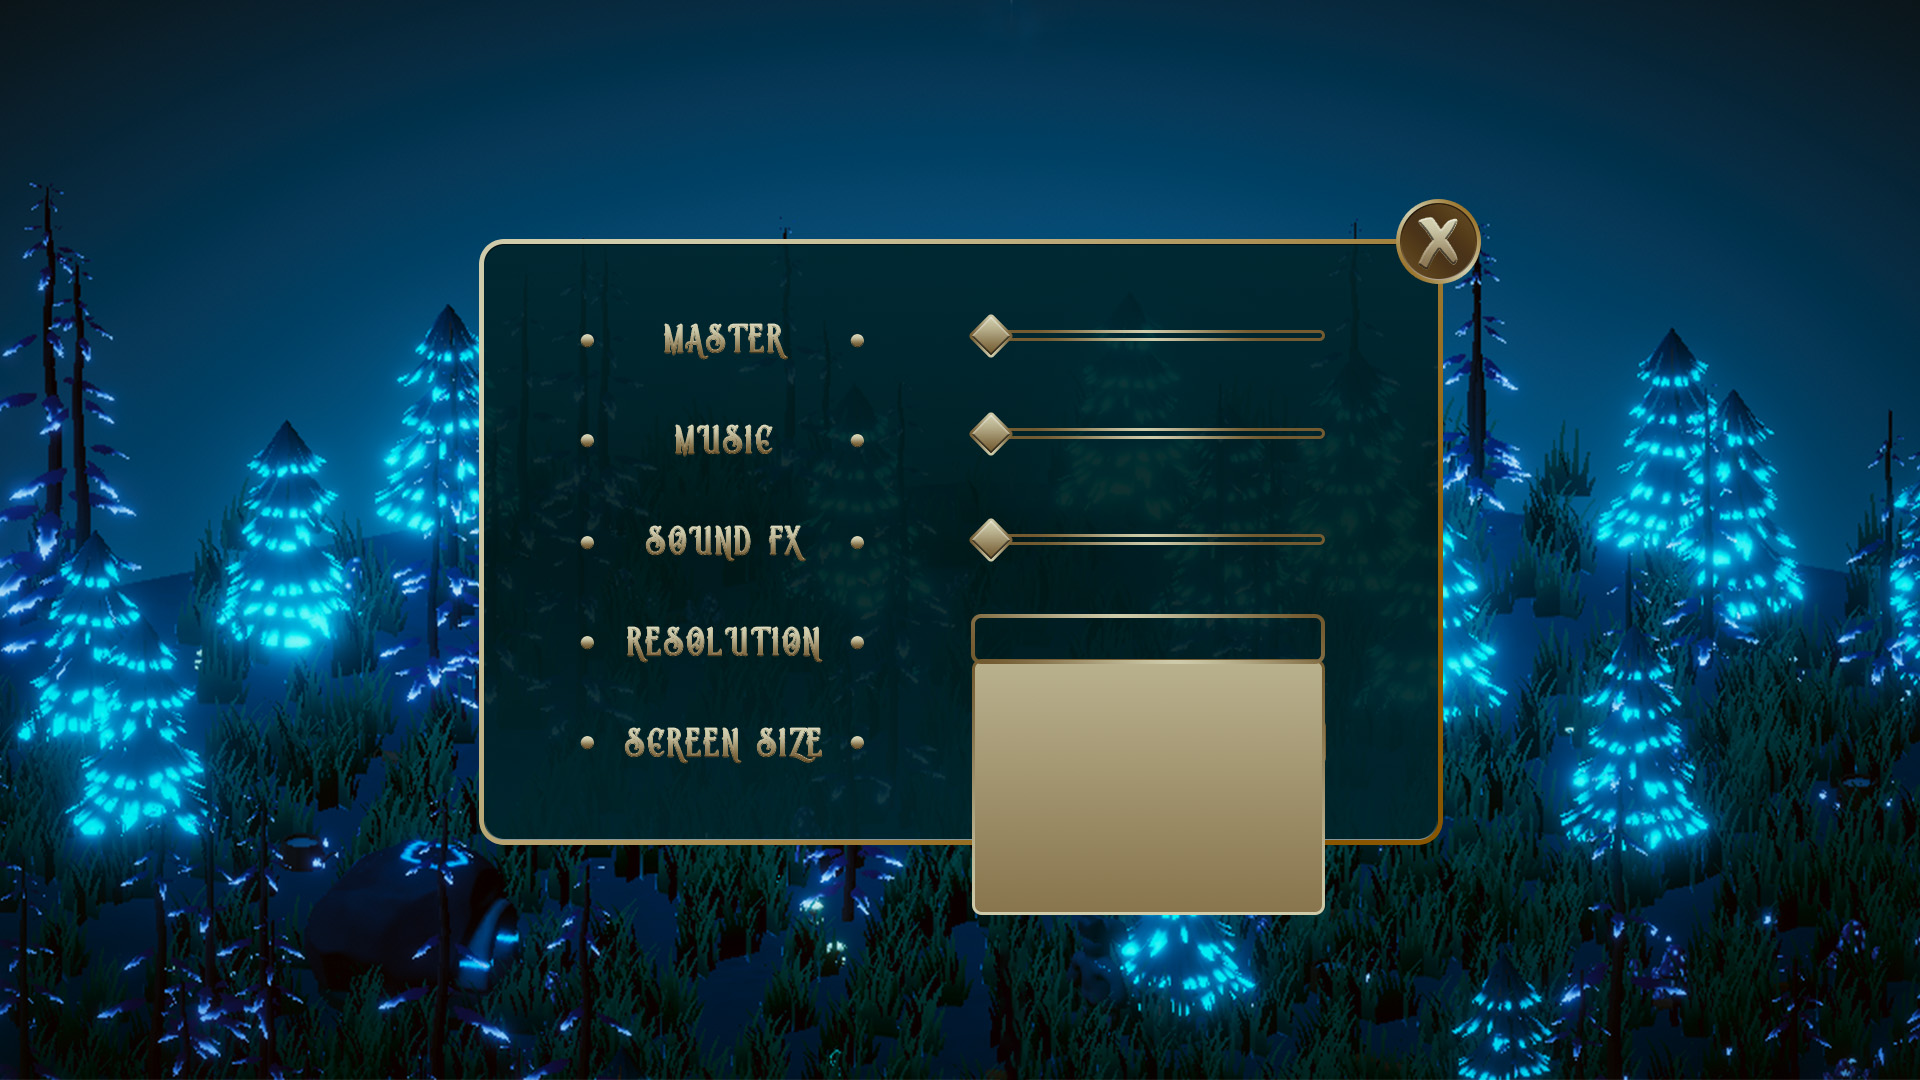 X
MASTER
MUSIC
SOUND FX
RESOLUTION
SCREEN SIZE